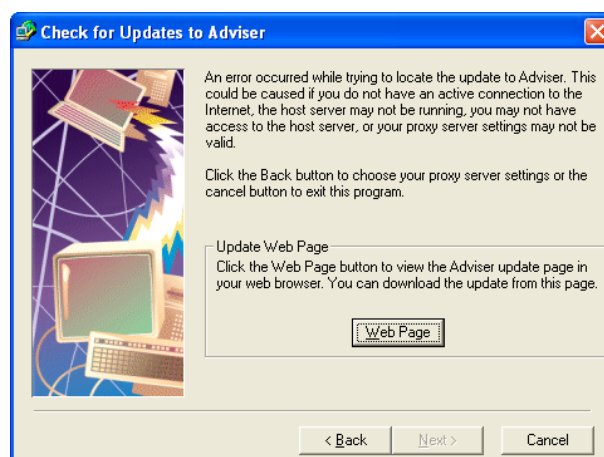 Check for Updates to Adviser
An error occurred while trying to locate the update to Adviser. This
could be caused if you do not have an active connection to the
Internet, the host server may not be running, you may not have
access to the host server, or your proxy server settings may not be
valid.
Click the Back button to choose your proxy server settings or the
cancel button to exit this program.
Update Web Page
Click the Web Page button to view the Adviser update page in
your web browser. You can download the update from this page.
Web Page
< Back
Next >
Cancel